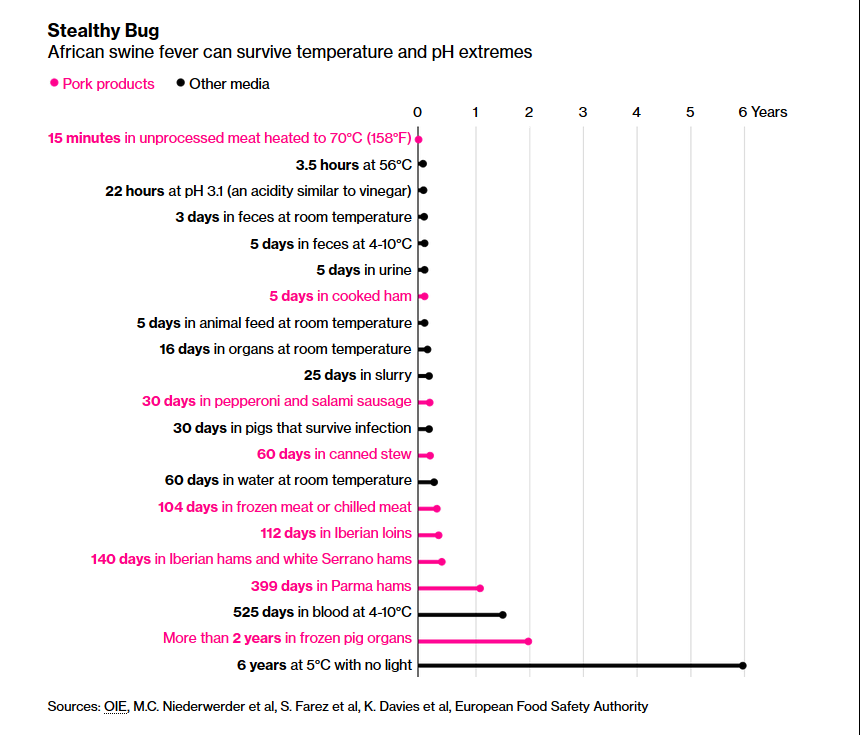 Stealthy Bug
African swine fever can survive temperature and pH extremes
Pork products Other media
0 1 2 3 4 5 6 Years
15 minutes in unprocessed meat heated to 70°C (158°F)
3.5 hours at 56°C
22 hours at pH 3.1 (an acidity similar to vinegar)
3 days in feces at room temperature
5 days in feces at 4-10°C
5 days in urine
5 days in cooked ham
5 days in animal feed at room temperature
16 days in organs at room temperature
25 days in slurry
30 days in pepperoni and salami sausage
30 days in pigs that survive infection
60 days in canned stew
60 days in water at room temperature
104 days in frozen meat or chilled meat
112 days in Iberian loins
140 days in Iberian hams and white Serrano hams
399 days in Parma hams
525 days in blood at 4-10°C
More than 2 years in frozen pig organs
6 years at 5°C with no light
Sources: OIE, M.C. Niederwerder et al, S. Farez et al, K. Davies et al, European Food Safety Authority